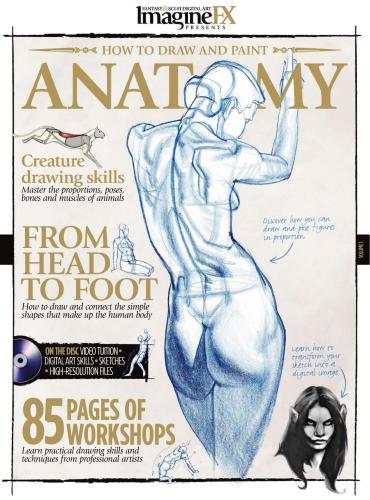 FANTASY & SCI-FI DIGITAL ART
ImagineFX
PRESENTS
HOW TO DRAW AND PAINT
ANATOMY
Creature
drawing skills
Master the proportions, poses,
bones and muscles of animals
FROM
HEAD
TO FOOT
How to draw and connect the simple
shapes that make up the human body
Discover how you can
draw and pose figures
in proportion
VOLUME 1
ON THE DISC VIDEO TUITION •
DIGITAL ART SKILLS • SKETCHES
• HIGH-RESOLUTION FILES
Learn how to
transform your
sketch into a
digital image
85 PAGES OF
WORKSHOPS
Learn practical drawing skills and
techniques from professional artists